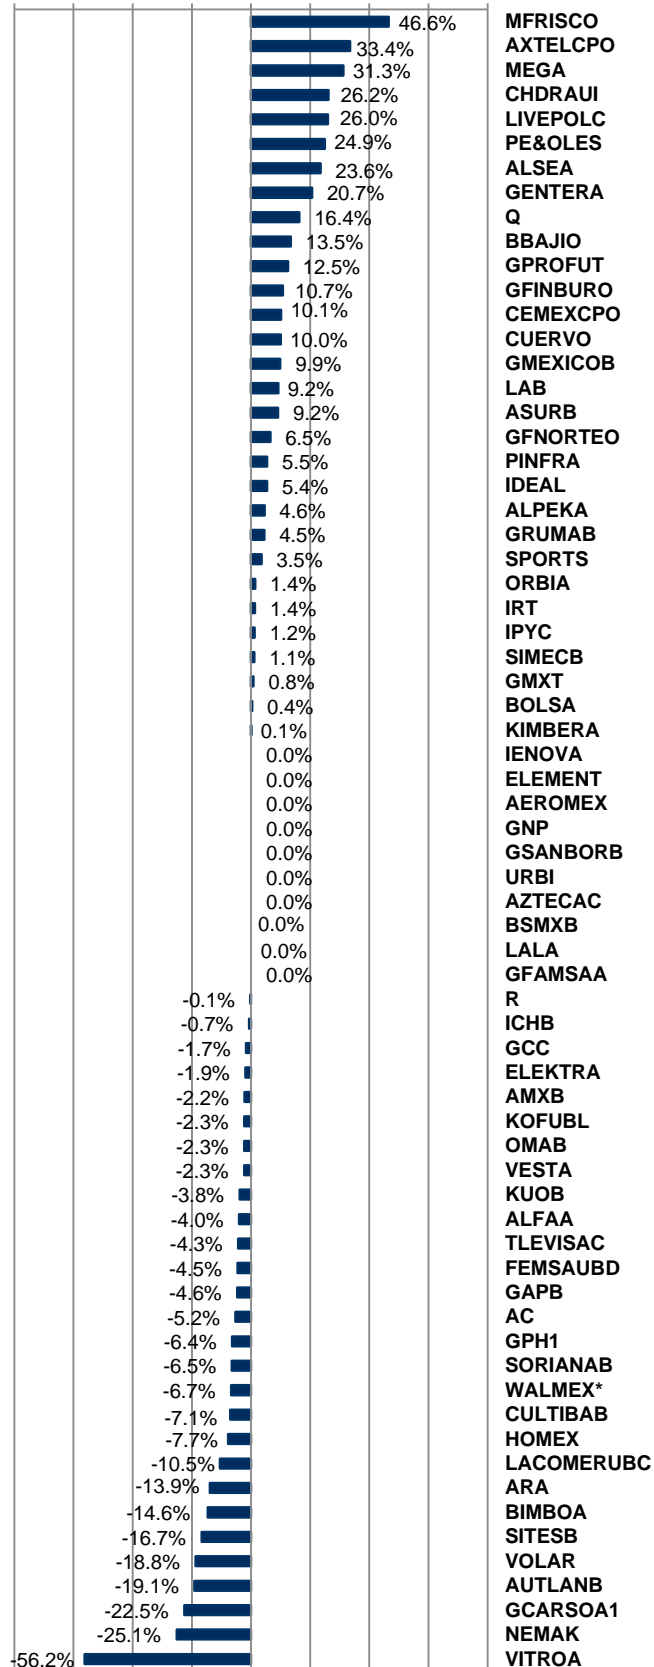 46.6% MFRISCO
33.4% AXTELCPO
31.3% MEGA
26.2% CHDRAUI
26.0% LIVEPOLC
24.9% PE&OLES
23.6% ALSEA
20.7% GENTERA
16.4% Q
13.5% BBAJIO
12.5% GPROFUT
10.7% GFINBURO
10.1% CEMEXCPO
10.0% CUERVO
9.9% GMEXICOB
9.2% LAB
9.2% ASURB
6.5% GFNORTEO
5.5% PINFRA
5.4% IDEAL
4.6% ALPEKA
4.5% GRUMAB
3.5% SPORTS
1.4% ORBIA
1.4% IRT
1.2% IPYC
1.1% SIMECB
0.8% GMXT
0.4% BOLSA
0.1% KIMBERA
0.0% IENOVA
0.0% ELEMENT
0.0% AEROMEX
0.0% GNP
0.0% GSANBORB
0.0% URBI
0.0% AZTECAC
0.0% BSMXB
0.0% LALA
0.0% GFAMSAA
-0.1% R
-0.7% ICHB
-1.7% GCC
-1.9% ELEKTRA
-2.2% AMXB
-2.3% KOFUBL
-2.3% OMAB
-2.3% VESTA
-3.8% KUOB
-4.0% ALFAA
-4.3% TLEVISAC
-4.5% FEMSAUBD
-4.6% GAPB
-5.2% AC
-6.4% GPH1
-6.5% SORIANAB
-6.7% WALMEX*
-7.1% CULTIBAB
-7.7% HOMEX
-10.5% LACOMERUBC
-13.9% ARA
-14.6% BIMBOA
-16.7% SITESB
-18.8% VOLAR
-19.1% AUTLANB
-22.5% GCARSOA1
-25.1% NEMAK
-56.2% VITROA